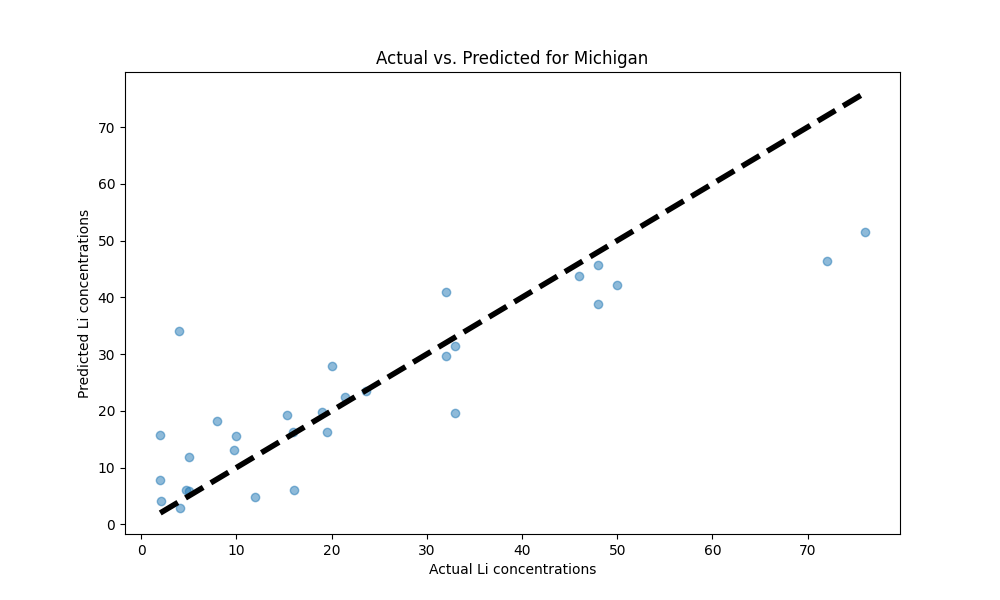 Actual vs. Predicted for Michigan
Predicted Li concentrations
70
60
50
40
30
20
10
0
0 10 20 30 40 50 60 70
Actual Li concentrations